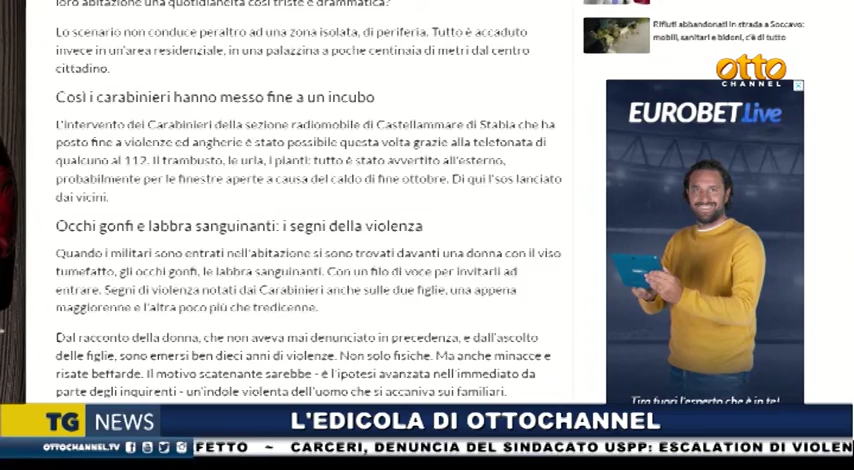 loro abitazione una quotidianeità così triste e drammatica?
Lo scenario non conduce peraltro ad una zona isolata, di periferia. Tutto è accaduto
invece in un'area residenziale, in una palazzina a poche centinaia di metri dal centro
cittadino.
Così i carabinieri hanno messo fine a un incubo
L'intervento dei Carabinieri della sezione radiomobile di Castellammare di Stabia che ha
posto fine a violenze ed angherie è stato possibile questa volta grazie alla telefonata di
qualcuno al 112. Il trambusto, le urla, i pianti: tutto è stato avvertito all'esterno,
probabilmente per le finestre aperte a causa del caldo di fine ottobre. Di qui l'sos lanciato
dai vicini.
Occhi gonfi e labbra sanguinanti: i segni della violenza
Quando i militari sono entrati nell'abitazione si sono trovati davanti una donna con il viso
tumefatto, gli occhi gonfi, le labbra sanguinanti. Con un filo di voce per invitarli ad
entrare. Segni di violenza notati dai Carabinieri anche sulle due figlie, una appena
maggiorenne e l'altra poco più che tredicenne.
Dal racconto della donna, che non aveva mai denunciato in precedenza, e dall'ascolto
delle figlie, sono emersi ben dieci anni di violenze. Non solo fisiche. Ma anche minacce e
risate beffarde. Il motivo scatenante sarebbe - è l'ipotesi avanzata nell'immediato da
parte degli inquirenti - un'indole violenta dell'uomo che si accaniva sui familiari.
Rifiuti abbandonati in strada a Soccavo:
mobili, sanitari e bidoni, c'è di tutto
otto
CHANNEL
EUROBET.Live
Tira fuori l'esperto che è in te!
TG NEWS
L'EDICOLA DI OTTOCHANNEL
OTTOCHANNEL.TV
FETTO ~ CARCERI, DENUNCIA DEL SINDACATO USPP: ESCALATION DI VIOLEN